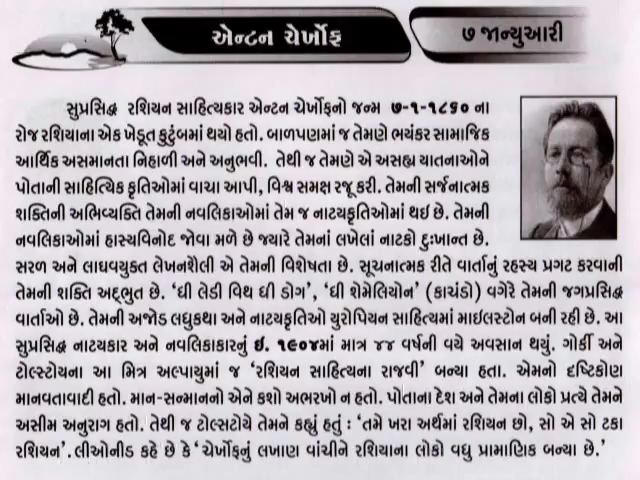 એન્ટન ચેર્ખોફ
૭ જાન્યુઆરી
સુપ્રસિદ્ધ રશિયન સાહિત્યકાર એન્ટન ચેર્ખોફનો જન્મ ૭-૧-૧૮૬૦ ના
રોજ રશિયાના એક ખેડૂત કુટુંબમાં થયો હતો. બાળપણમાં જ તેમણે ભયંકર સામાજિક
આર્થિક અસમાનતા નિહાળી અને અનુભવી. તેથી જ તેમણે એ અસહ્ય યાતનાઓને
પોતાની સાહિત્યિક કૃતિઓમાં વાચા આપી, વિશ્વ સમક્ષ રજૂ કરી. તેમની સર્જનાત્મક
શક્તિની અભિવ્યક્તિ તેમની નવલિકાઓમાં તેમ જ નાટ્યકૃતિઓમાં થઇ છે. તેમની
નવલિકાઓમાં હાસ્યવિનોદ જોવા મળે છે જ્યારે તેમનાં લખેલાં નાટકો દુઃખાન્ત છે.
સરળ અને લાઘવયુક્ત લેખનશૈલી એ તેમની વિશેષતા છે. સૂચનાત્મક રીતે વાર્તાનું રહસ્ય પ્રગટ કરવાની
તેમની શક્તિ અદ્ભુત છે. ‘ધી લેડી વિથ ધી ડોગ’, ‘ધી શેમેલિયોન’ (કાચંડો) વગેરે તેમની જગપ્રસિદ્ધ
વાર્તાઓ છે. તેમની અજોડ લઘુકથા અને નાટ્યકૃતિઓ યુરોપિયન સાહિત્યમાં માઇલસ્ટોન બની રહી છે. આ
સુપ્રસિદ્ધ નાટ્યકાર અને નવલિકાકારનું ઇ. ૧૯૦૪માં માત્ર ૪૪ વર્ષની વયે અવસાન થયું. ગોર્કી અને
ટોલ્સ્ટોયના આ મિત્ર અલ્પાયુમાં જ ‘રશિયન સાહિત્યના રાજવી’ બન્યા હતા. એમનો દષ્ટિકોણ
માનવતાવાદી હતો. માન-સન્માનનો એને કશો અભરખો ન હતો. પોતાના દેશ અને તેમના લોકો પ્રત્યે તેમને
અસીમ અનુરાગ હતો. તેથી જ ટોલ્સટોયે તેમને કહ્યું હતું : ‘તમે ખરા અર્થમાં રશિયન છો, સો એ સો ટકા
રશિયન’. લીઓનીડ કહે છે કે ‘ ચેર્ખોફનું લખાણ વાંચીને રશિયાના લોકો વધુ પ્રામાણિક બન્યા છે.’